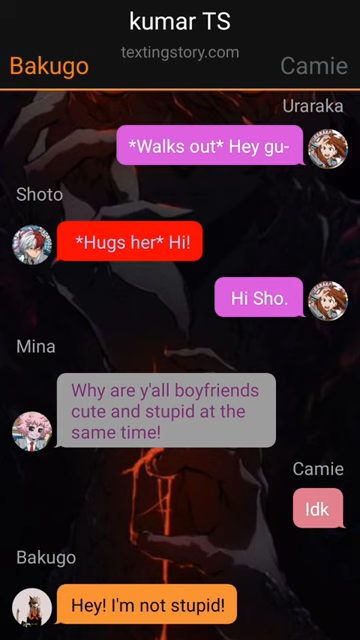 kumar TS
textingstory.com
Bakugo
Camie
Uraraka
*Walks out* Hey gu-
Shoto
*Hugs her* Hi!
Hi Sho.
Mina
Why are y'all boyfriends
cute and stupid at the
same time!
Camie
Idk
Bakugo
Hey! I'm not stupid!